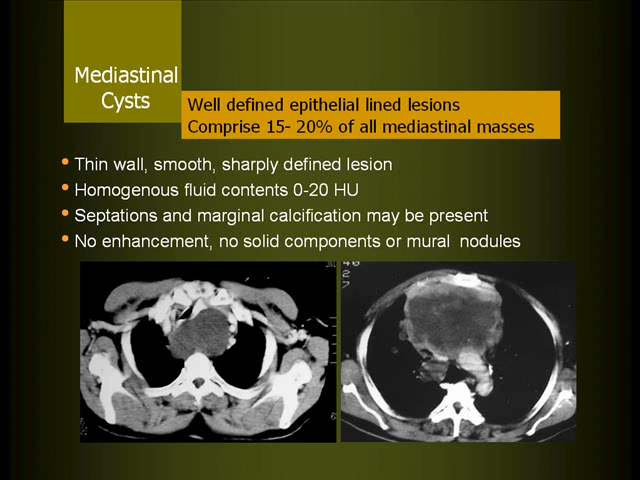 Mediastinal
Cysts
Well defined epithelial lined lesions
Comprise 15- 20% of all mediastinal masses
• Thin wall, smooth, sharply defined lesion
• Homogenous fluid contents 0-20 HU
• Septations and marginal calcification may be present
• No enhancement, no solid components or mural nodules